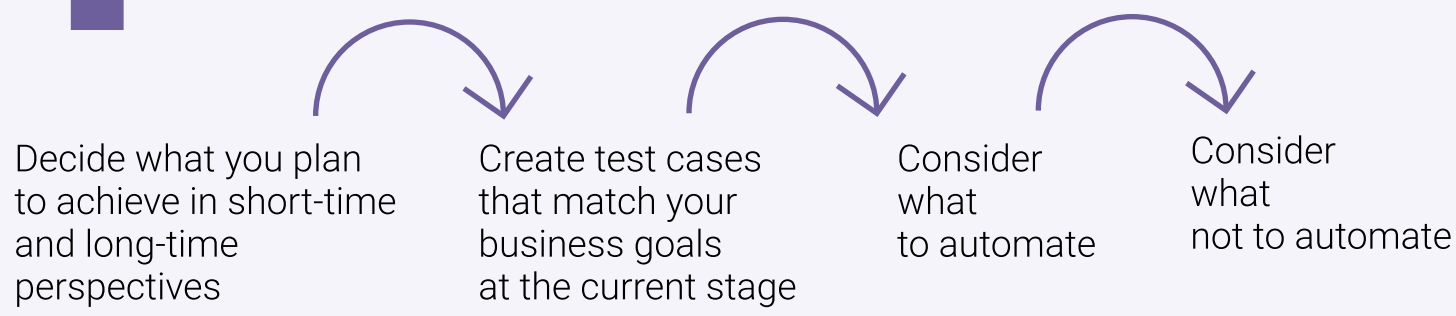 Decide what you plan
to achieve in short-time
and long-time
perspectives
Create test cases
that match your
business goals
at the current stage
Consider
what
to automate
Consider
what
not to automate